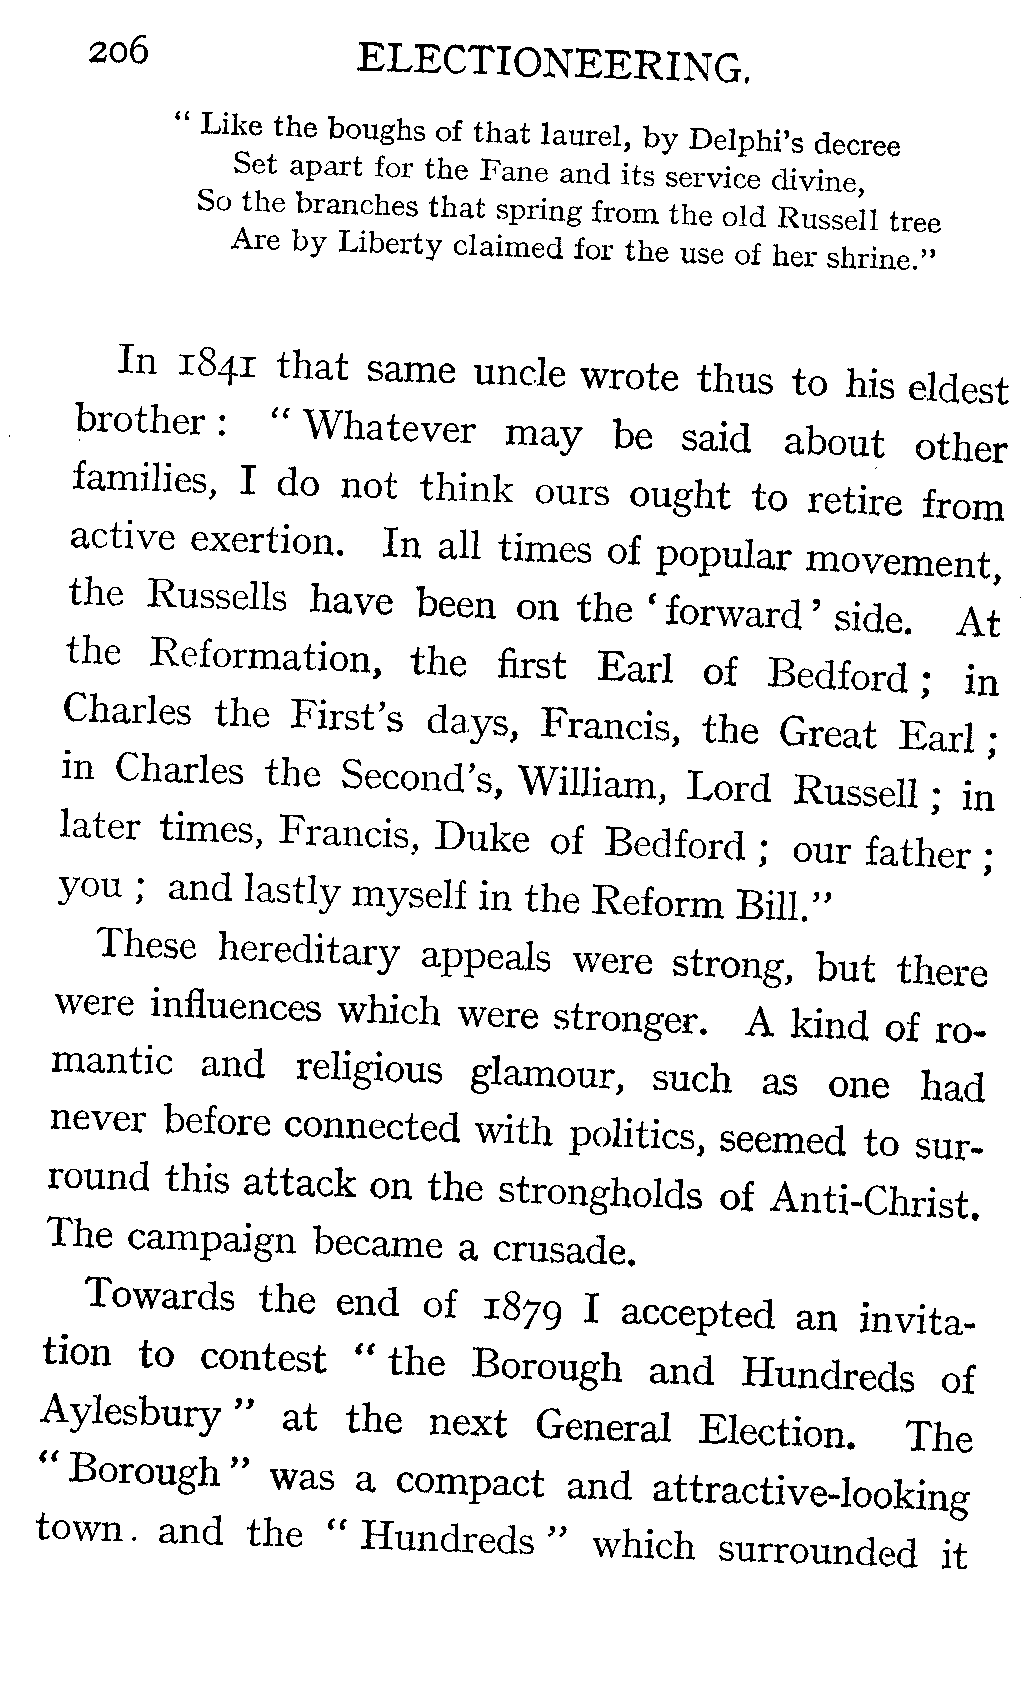 206 ELECTIONEERING.
“ Like the boughs of that laurel, by Delphi’s decree
Set apart for the Fane and its service divine,
So the branches that spring from the old Russell tree
Are by Liberty claimed for the use of her shrine.”
In 1841 that same uncle wrote thus to his eldest
brother : “ Whatever may be said about other
families, I do not think ours ought to retire from
active exertion. In all times of popular movement,
the Russells have been on the ‘ forward ’ side. At
the Reformation, the first Earl of Bedford ; in
Charles the First’s days, Francis, the Great Earl ;
in Charles the Second’s, William, Lord Russell ; in
later times, Francis, Duke of Bedford ; our father ;
you ; and lastly myself in the Reform Bill.”
These hereditary appeals were strong, but there
were influences which were stronger. A kind of ro-
mantic and religious glamour, such as one had
never before connected with politics, seemed to sur-
round this attack on the strongholds of Anti-Christ.
The campaign became a crusade.
Towards the end of 1879 I accepted an invita-
tion to contest “ the Borough and Hundreds of
Aylesbury ” at the next General Election. The
“ Borough ” was a compact and attractive-looking
town. and the “ Hundreds ” which surrounded it